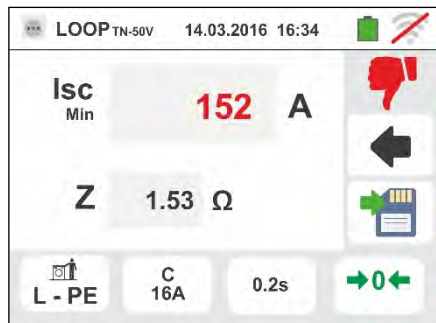 LOOP TN-50V 14.03.2016 16:34
Isc
Min
152 A
Z 1.53 Ω
L - PE
C
16A
0.2s
0